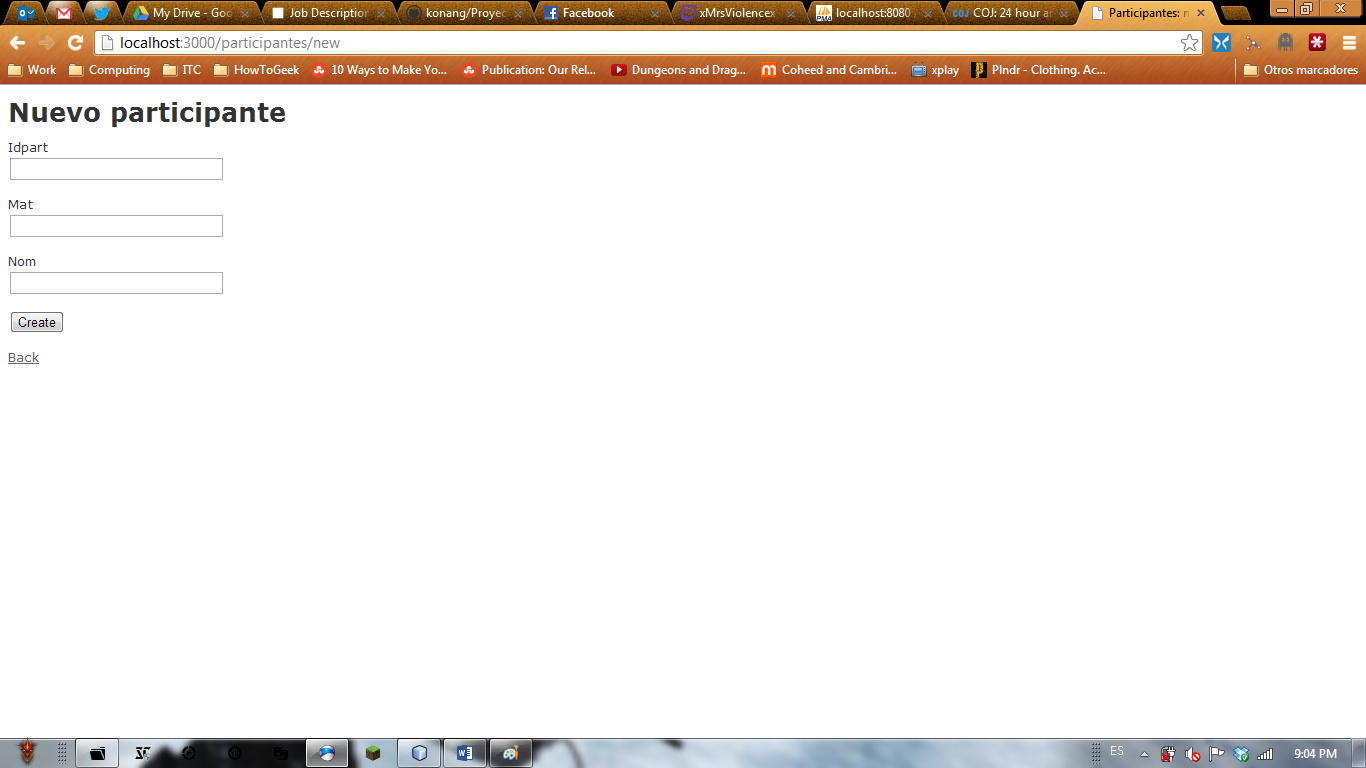 My Drive - Goo
Job Description
konang/Proyec
Facebook
xMrsViolencex
localhost:8080
COJ: 24 hour a
Participantes: n
localhost:3000/participantes/new
Work
Computing
ITC
HowToGeek
10 Ways to Make Yo...
Publication: Our Rel...
Dungeons and Drag...
Coheed and Cambri...
xplay
Plndr - Clothing. Ac...
Otros marcadores
Nuevo participante
Idpart
Mat
Nom
Create
Back
ES
9:04 PM